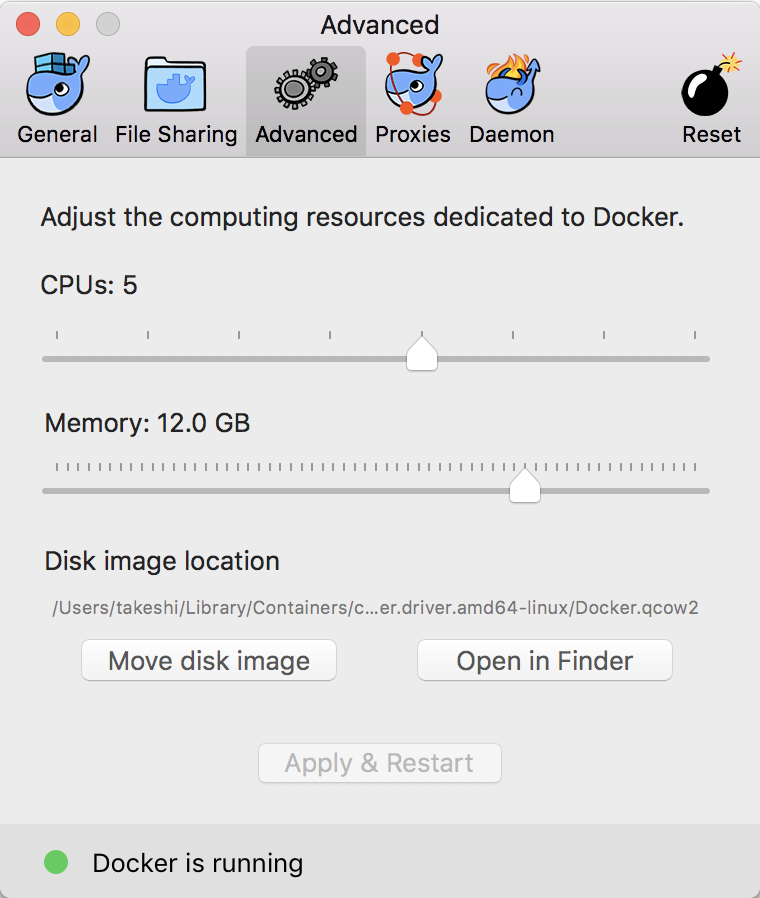 Advanced
General File Sharing Advanced Proxies Daemon Reset
Adjust the computing resources dedicated to Docker.
CPUs: 5
Memory: 12.0 GB
Disk image location
/Users/takeshi/Library/Containers/c...er.driver.amd64-linux/Docker.qcow2
Move disk image Open in Finder
Apply & Restart
Docker is running